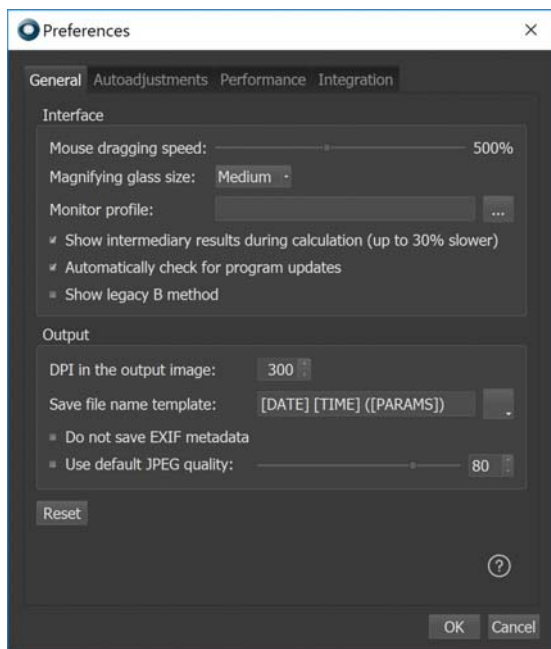 Preferences
General Autoadjustments Performance Integration
Interface
Mouse dragging speed: 500%
Magnifying glass size: Medium
Monitor profile: ...
Show intermediary results during calculation (up to 30% slower)
Automatically check for program updates
Show legacy B method
Output
DPI in the output image: 300
Save file name template: [DATE] [TIME] ([PARAMS])
Do not save EXIF metadata
Use default JPEG quality: 80
Reset
?
OK Cancel